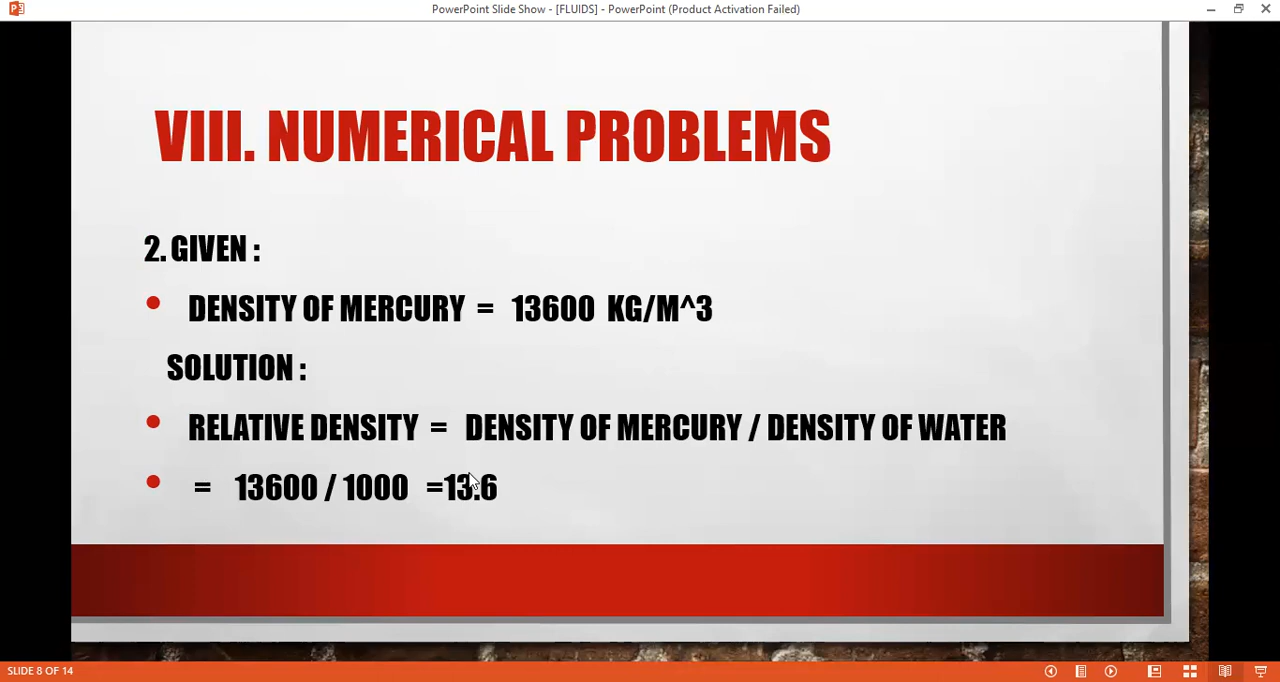 PowerPoint Slide Show - [FLUIDS] - PowerPoint (Product Activation Failed)
VIII. NUMERICAL PROBLEMS
2. GIVEN :
DENSITY OF MERCURY = 13600 KG/M^3
SOLUTION :
RELATIVE DENSITY = DENSITY OF MERCURY / DENSITY OF WATER
= 13600 / 1000 =13.6
SLIDE 8 OF 14